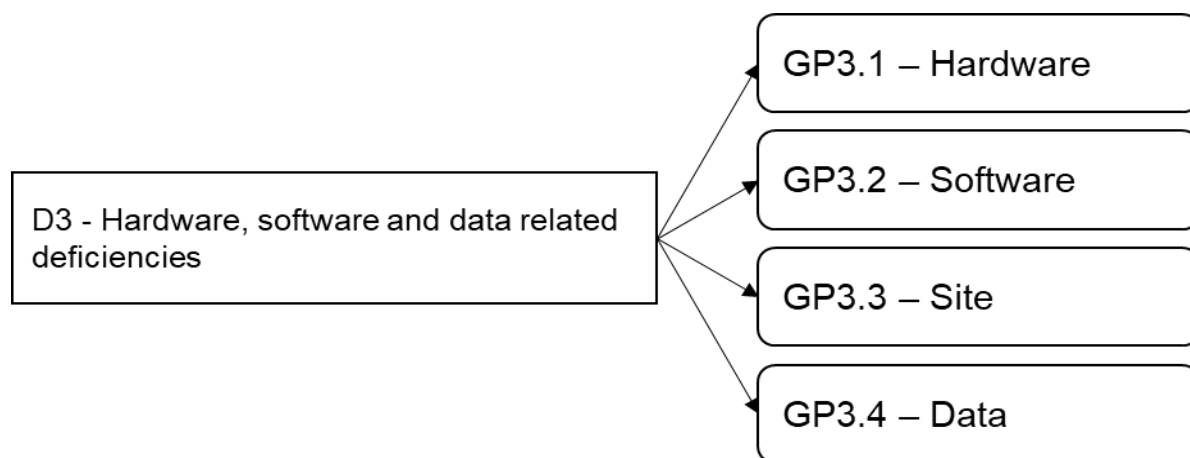 D3 - Hardware, software and data related
deficiencies
GP3.1 – Hardware
GP3.2 – Software
GP3.3 – Site
GP3.4 – Data